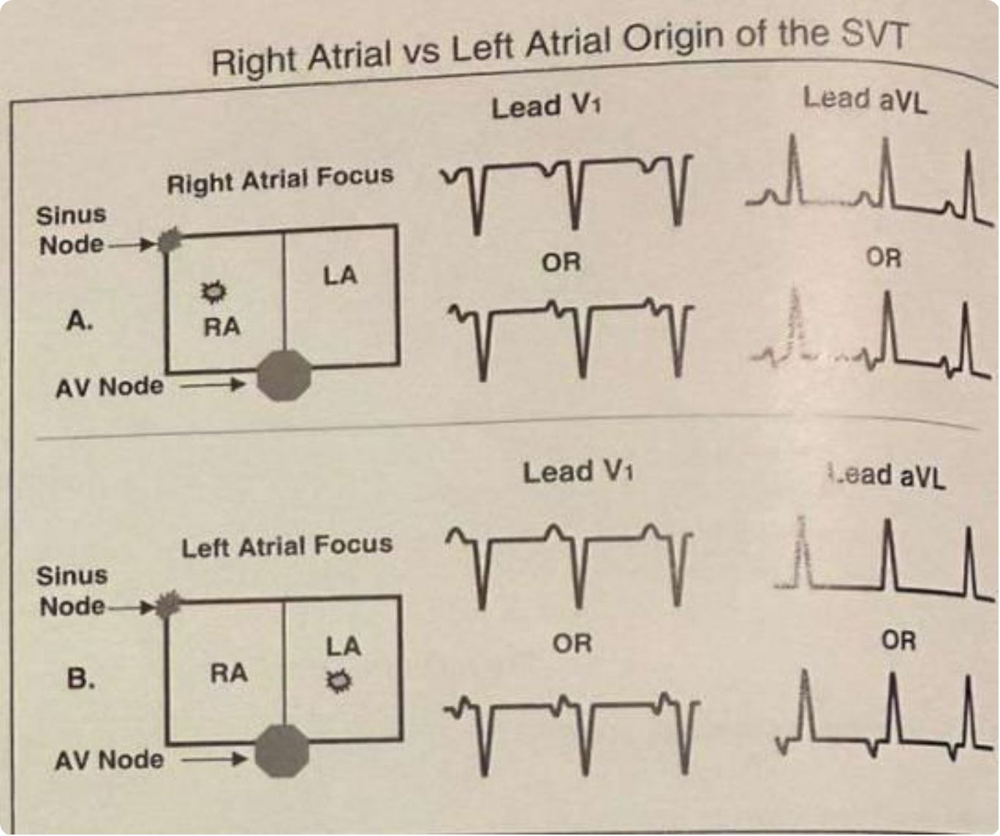 Right Atrial vs Left Atrial Origin of the SVT
Lead V1
Lead aVL
Right Atrial Focus
Sinus
Node
LA
OR
OR
A.
RA
AV Node
Lead V1
Lead aVL
Left Atrial Focus
Sinus
Node
LA
OR
OR
B.
RA
AV Node